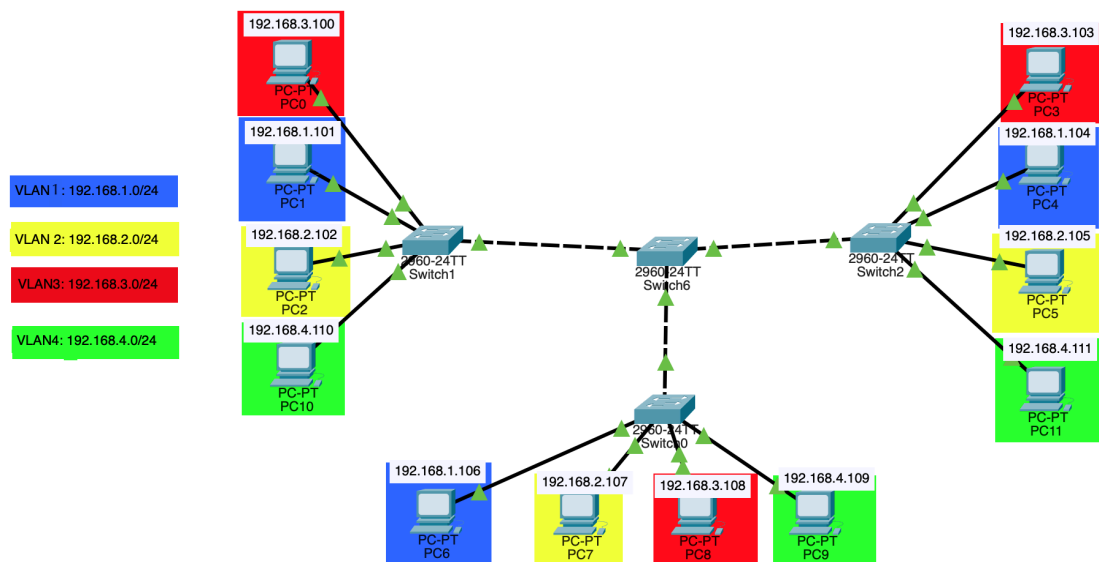 192.168.3.100
PC-PT
PC0
192.168.1.101
PC-PT
PC1
192.168.2.102
PC-PT
PC2
192.168.4.110
PC-PT
PC10
VLAN1: 192.168.1.0/24
VLAN 2: 192.168.2.0/24
VLAN3: 192.168.3.0/24
VLAN4: 192.168.4.0/24
2960-24TT
Switch1
2960-24TT
Switch6
2960-24TT
Switch2
192.168.3.103
PC-PT
PC3
192.168.1.104
PC-PT
PC4
192.168.2.105
PC-PT
PC5
192.168.4.111
PC-PT
PC11
2960-24TT
Switch0
192.168.1.106
PC-PT
PC6
192.168.2.107
PC-PT
PC7
192.168.3.108
PC-PT
PC8
192.168.4.109
PC-PT
PC9